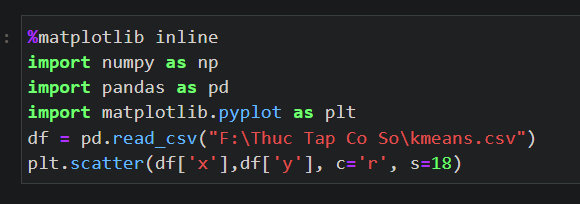 :
%matplotlib inline
import numpy as np
import pandas as pd
import matplotlib.pyplot as plt
df = pd.read_csv("F:\Thuc Tap Co So\kmeans.csv")
plt.scatter(df['x'],df['y'], c='r', s=18)